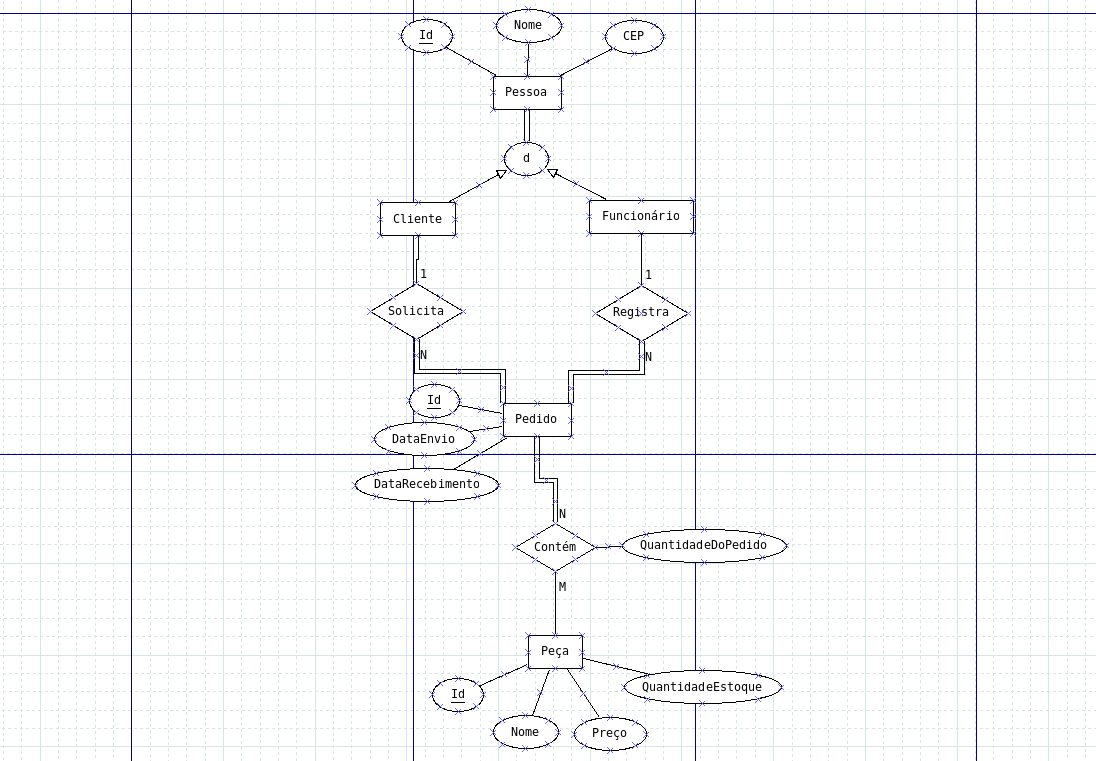 Id
Nome
CEP
Pessoa
d
Cliente
Funcionário
1
1
Solicita
Registra
N
N
Id
Pedido
DataEnvio
DataRecebimento
N
Contém
QuantidadeDoPedido
M
Peça
Id
QuantidadeEstoque
Nome
Preço